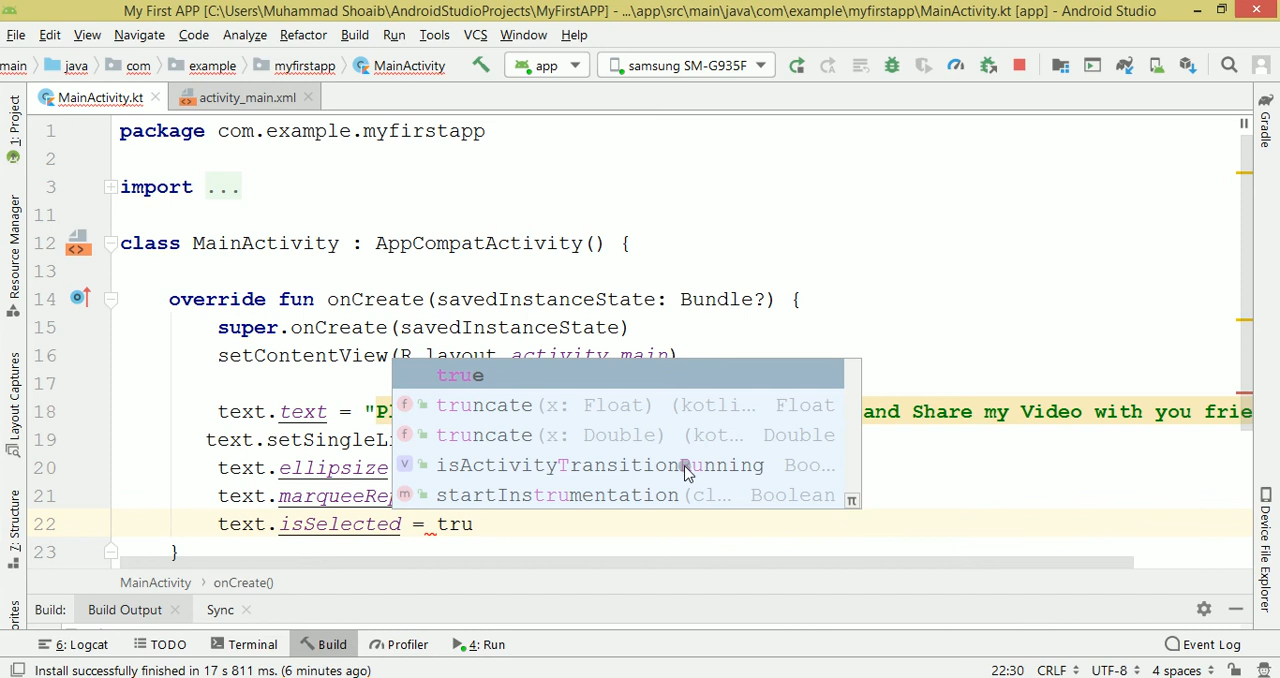 My First APP [C:\Users\Muhammad Shoaib\AndroidStudioProjects\MyFirstAPP] - ...\app\src\main\java\com\example\myfirstapp\MainActivity.kt [app] - Android Studio
File Edit View Navigate Code Analyze Refactor Build Run Tools VCS Window Help
main java com example myfirstapp MainActivity app samsung SM-G935F
MainActivity.kt activity_main.xml
1 package com.example.myfirstapp
2
3 import ...
11
12 class MainActivity : AppCompatActivity() {
13
14 override fun onCreate(savedInstanceState: Bundle?) {
15 super.onCreate(savedInstanceState)
16 setContentView(R.layout.activity_main)
17
18 text.text = "Pl and Share my Video with you frie
19 text.setSingleLi
20 text.ellipsize
21 text.marqueeRep
22 text.isSelected = tru
23 }
true
truncate(x: Float) (kotli... Float
truncate(x: Double) (kot... Double
isActivityTransitionRunning Boo...
startInstrumentation(cl... Boolean
π
MainActivity › onCreate()
Build: Build Output Sync
6: Logcat TODO Terminal Build Profiler 4: Run Event Log
Install successfully finished in 17 s 811 ms. (6 minutes ago) 22:30 CRLF UTF-8 4 spaces
1: Project
Resource Manager
Layout Captures
7: Structure
orites
Gradle
Device File Explorer